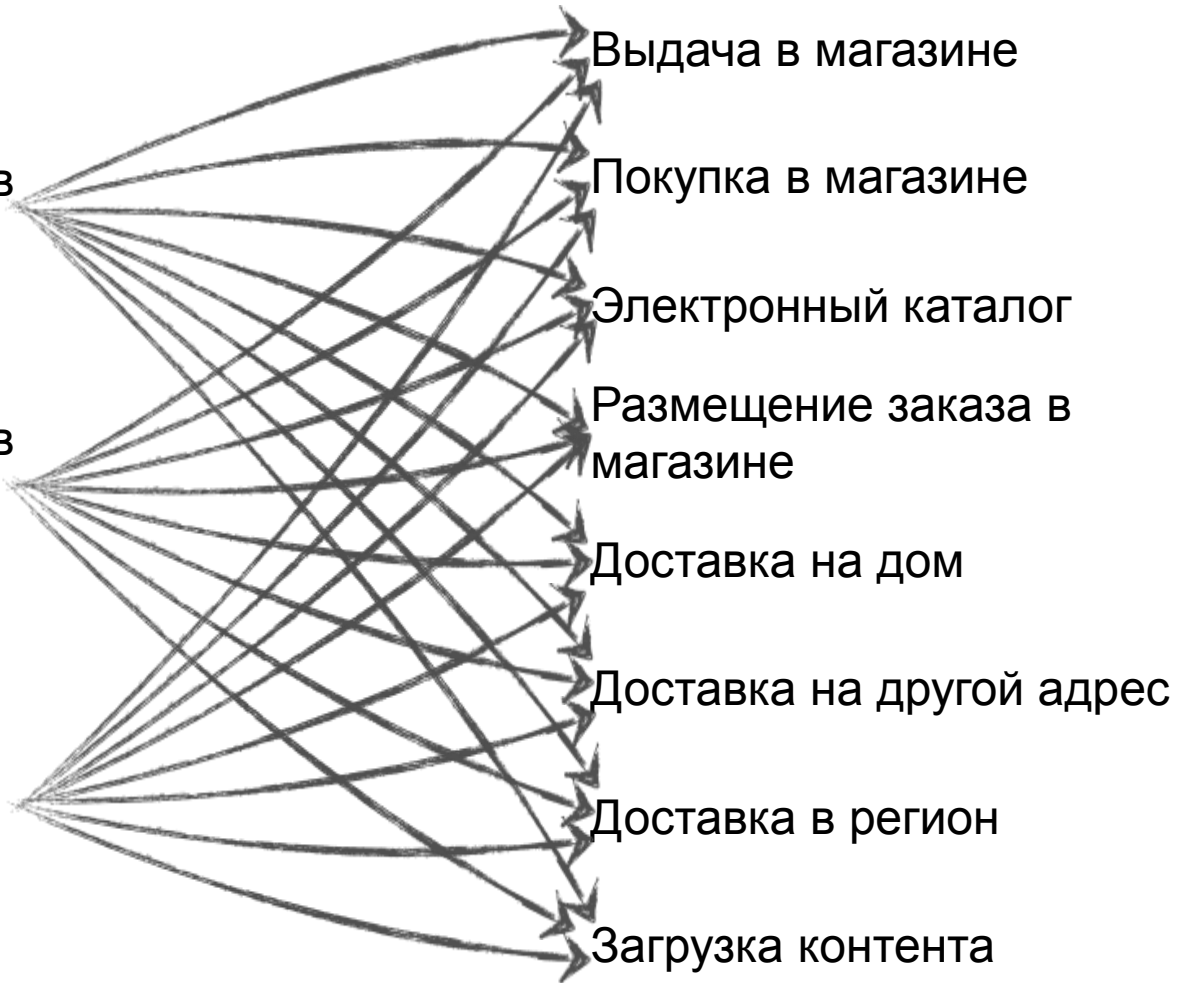 Выдача в магазине
в
Покупка в магазине
Электронный каталог
Размещение заказа в
магазине
в
Доставка на дом
Доставка на другой адрес
Доставка в регион
Загрузка контента